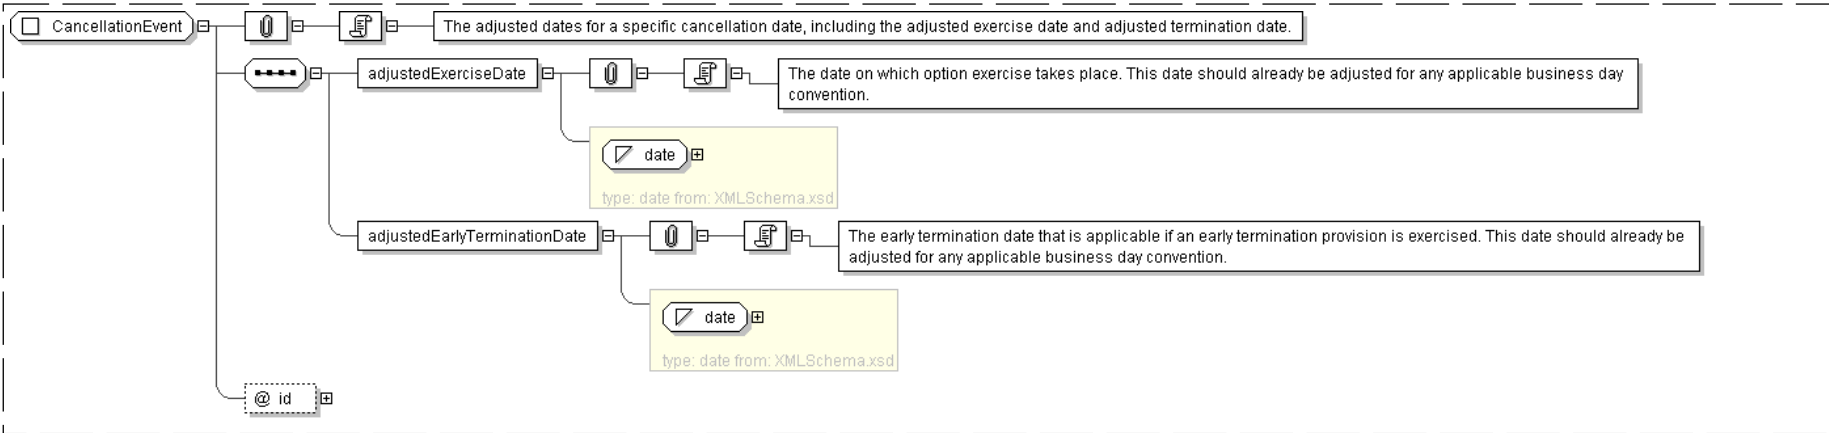 CancellationEvent
The adjusted dates for a specific cancellation date, including the adjusted exercise date and adjusted termination date.
adjustedExerciseDate
The date on which option exercise takes place. This date should already be adjusted for any applicable business day
convention.
date
type: date from: XMLSchema.xsd
adjustedEarlyTerminationDate
The early termination date that is applicable if an early termination provision is exercised. This date should already be
adjusted for any applicable business day convention.
date
type: date from: XMLSchema.xsd
@ id